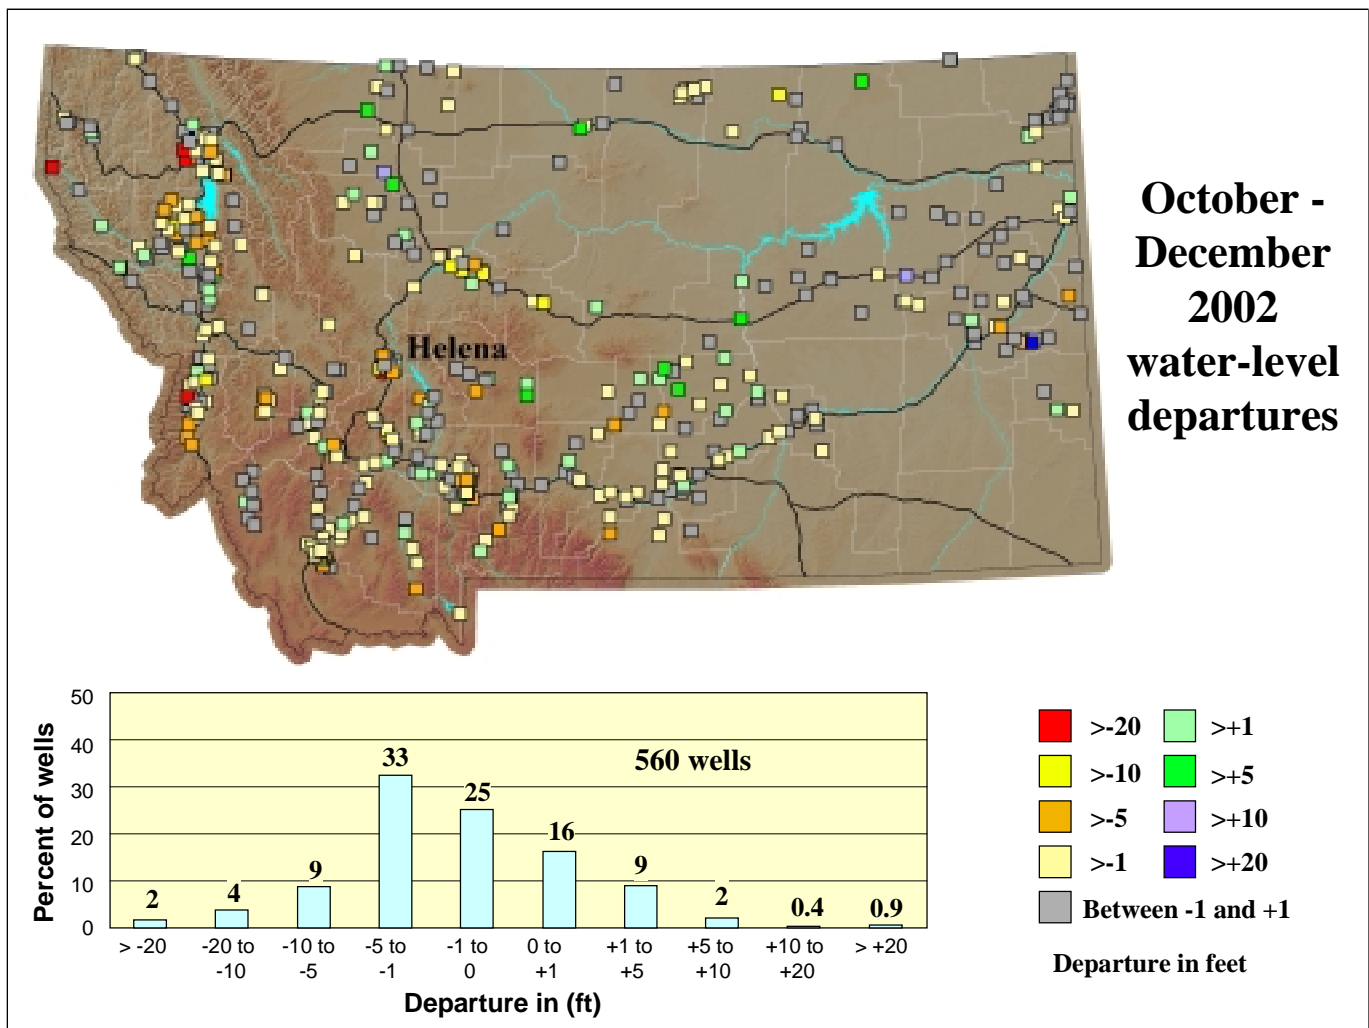 October -
December
2002
water-level
departures
Helena
50
40
30
20
10
0
Percent of wells
560 wells
2
4
9
33
25
16
9
2
0.4
0.9
> -20
-20 to
-10
-10 to
-5
-5 to
-1
-1 to
0
0 to
+1
+1 to
+5
+5 to
+10
+10 to
+20
> +20
Departure in (ft)
>-20
>+1
>-10
>+5
>-5
>+10
>-1
>+20
Between -1 and +1
Departure in feet